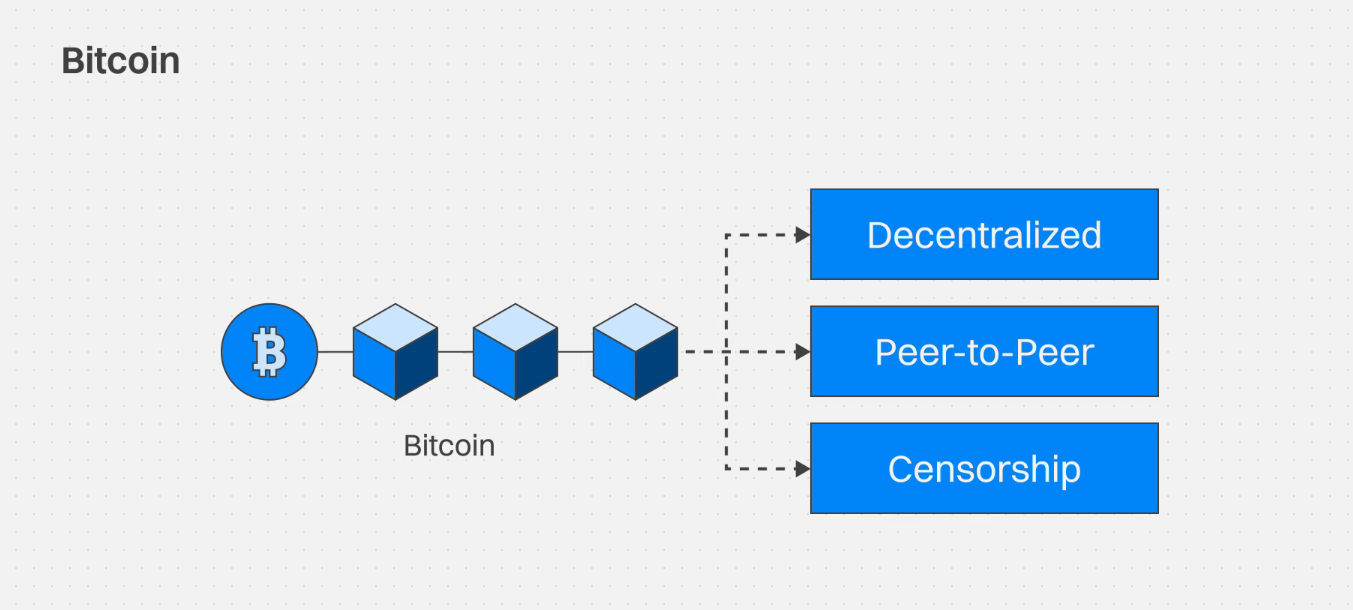 Bitcoin
Decentralized
Peer-to-Peer
Censorship
Bitcoin